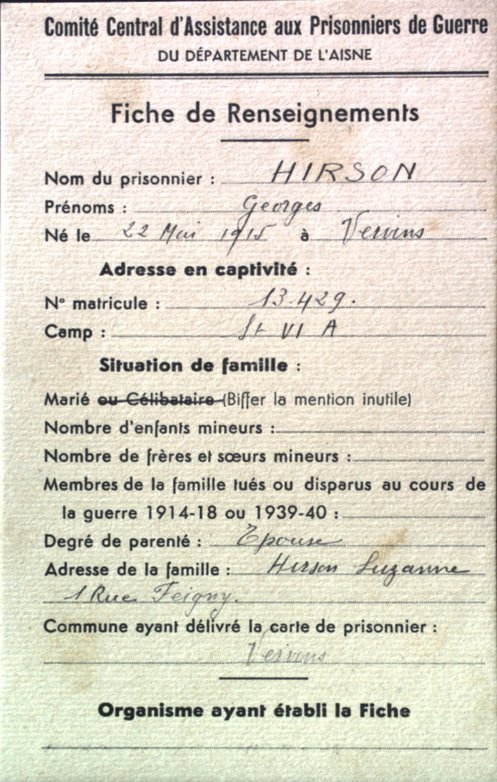 Comité Central d'Assistance aux Prisonniers de Guerre
DU DÉPARTEMENT DE L'AISNE
Fiche de Renseignements
Nom du prisonnier : HIRSON
Prénoms : Georges
Né le 22 Mai 1915 à Vervins
Adresse en captivité :
N° matricule : 13.429.
Camp : St VI A
Situation de famille :
Marié ou Célibataire (Biffer la mention inutile)
Nombre d'enfants mineurs :
Nombre de frères et sœurs mineurs :
Membres de la famille tués ou disparus au cours de
la guerre 1914-18 ou 1939-40 :
Degré de parenté : Epouse
Adresse de la famille : Hirson Suzanne
1 Rue Feigny.
Commune ayant délivré la carte de prisonnier :
Vervins
Organisme ayant établi la Fiche